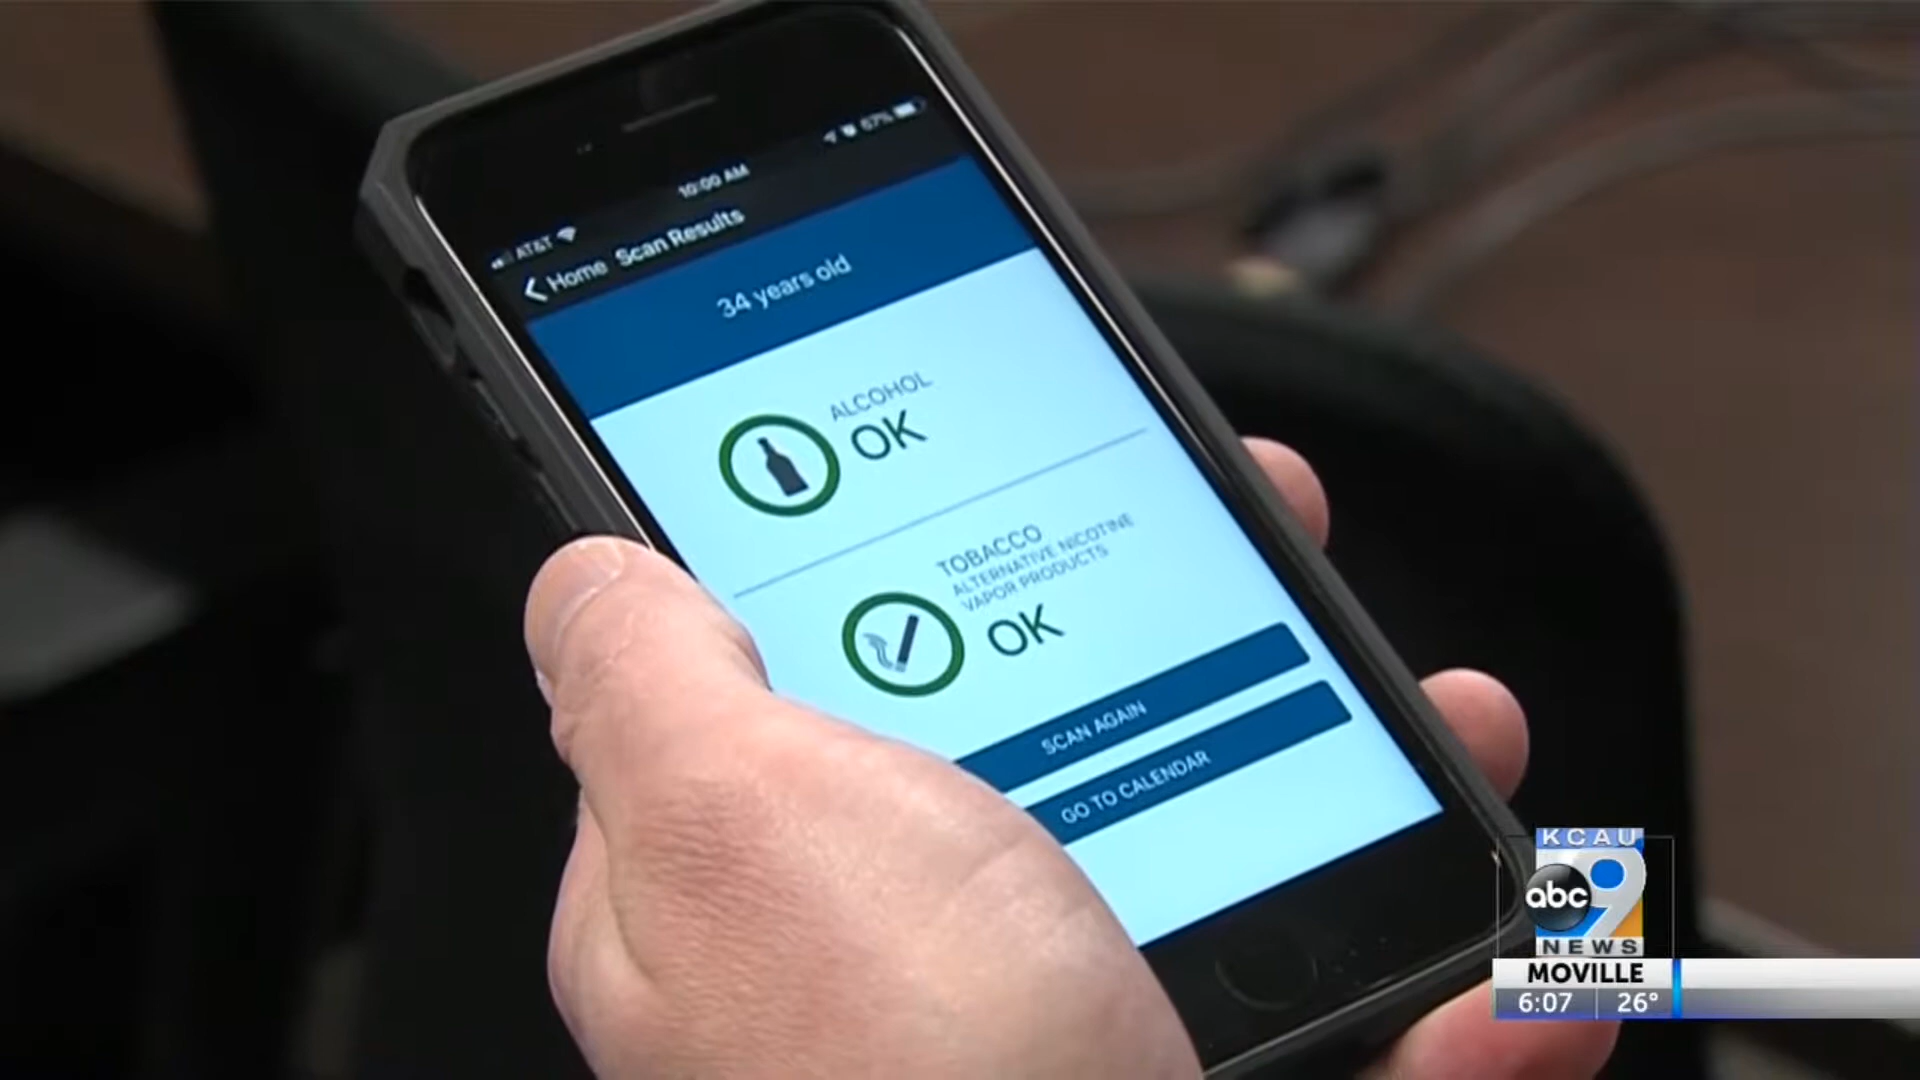 AT&T
10:00 AM
67%
Home
Scan Results
34 years old
ALCOHOL
OK
TOBACCO
ALTERNATIVE NICOTINE
VAPOR PRODUCTS
OK
SCAN AGAIN
GO TO CALENDAR
KCAU
abc 9
NEWS
MOVILLE
6:07 26°